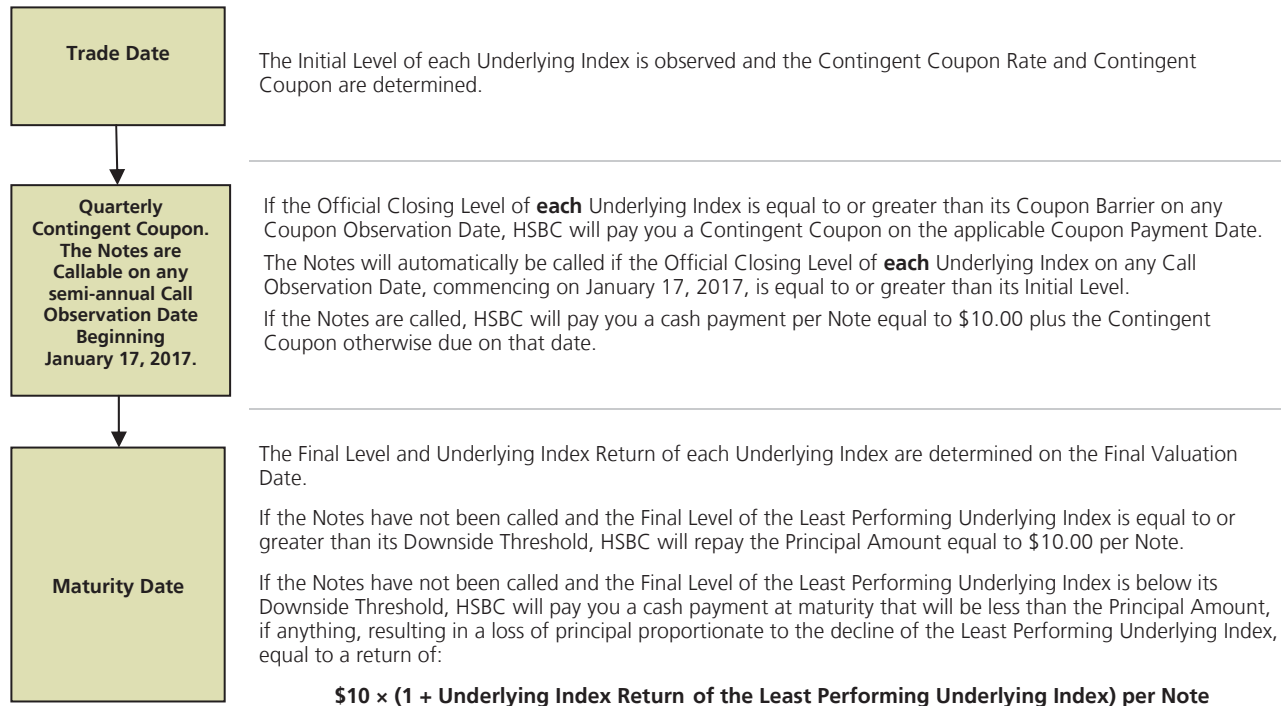 Trade Date
The Initial Level of each Underlying Index is observed and the Contingent Coupon Rate and Contingent
Coupon are determined.
Quarterly
Contingent Coupon.
The Notes are
Callable on any
semi-annual Call
Observation Date
Beginning
January 17, 2017.
If the Official Closing Level of each Underlying Index is equal to or greater than its Coupon Barrier on any
Coupon Observation Date, HSBC will pay you a Contingent Coupon on the applicable Coupon Payment Date.
The Notes will automatically be called if the Official Closing Level of each Underlying Index on any Call
Observation Date, commencing on January 17, 2017, is equal to or greater than its Initial Level.
If the Notes are called, HSBC will pay you a cash payment per Note equal to $10.00 plus the Contingent
Coupon otherwise due on that date.
Maturity Date
The Final Level and Underlying Index Return of each Underlying Index are determined on the Final Valuation
Date.
If the Notes have not been called and the Final Level of the Least Performing Underlying Index is equal to or
greater than its Downside Threshold, HSBC will repay the Principal Amount equal to $10.00 per Note.
If the Notes have not been called and the Final Level of the Least Performing Underlying Index is below its
Downside Threshold, HSBC will pay you a cash payment at maturity that will be less than the Principal Amount,
if anything, resulting in a loss of principal proportionate to the decline of the Least Performing Underlying Index,
equal to a return of:
$10 × (1 + Underlying Index Return of the Least Performing Underlying Index) per Note